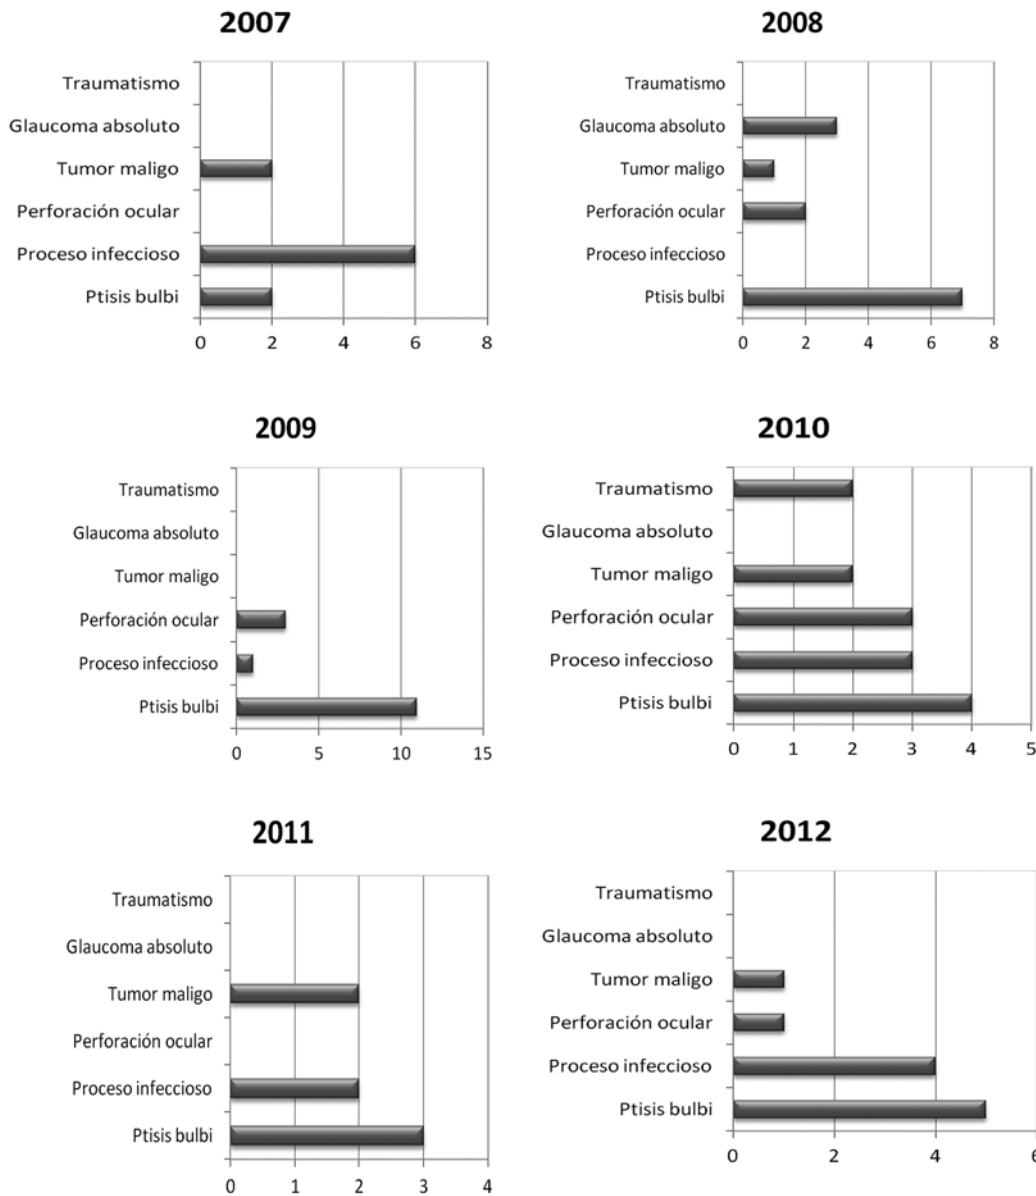 2007
Traumatismo
Glaucoma absoluto
Tumor maligo
Perforación ocular
Proceso infeccioso
Ptisis bulbi
0 2 4 6 8
2008
Traumatismo
Glaucoma absoluto
Tumor maligo
Perforación ocular
Proceso infeccioso
Ptisis bulbi
0 2 4 6 8
2009
Traumatismo
Glaucoma absoluto
Tumor maligo
Perforación ocular
Proceso infeccioso
Ptisis bulbi
0 5 10 15
2010
Traumatismo
Glaucoma absoluto
Tumor maligo
Perforación ocular
Proceso infeccioso
Ptisis bulbi
0 1 2 3 4 5
2011
Traumatismo
Glaucoma absoluto
Tumor maligo
Perforación ocular
Proceso infeccioso
Ptisis bulbi
0 1 2 3 4
2012
Traumatismo
Glaucoma absoluto
Tumor maligo
Perforación ocular
Proceso infeccioso
Ptisis bulbi
0 2 4 6